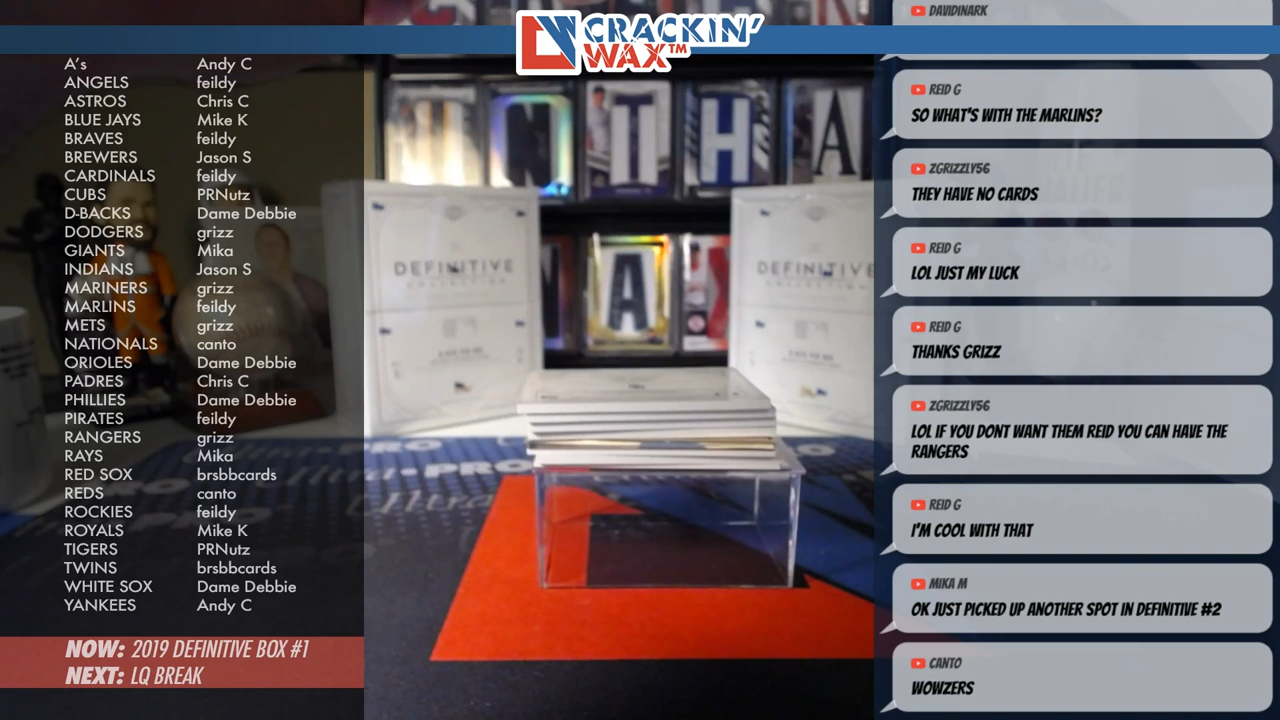 CRACKIN'
WAX™
A's Andy C
ANGELS feildy
ASTROS Chris C
BLUE JAYS Mike K
BRAVES feildy
BREWERS Jason S
CARDINALS feildy
CUBS PRNutz
D-BACKS Dame Debbie
DODGERS grizz
GIANTS Mika
INDIANS Jason S
MARINERS grizz
MARLINS feildy
METS grizz
NATIONALS canto
ORIOLES Dame Debbie
PADRES Chris C
PHILLIES Dame Debbie
PIRATES feildy
RANGERS grizz
RAYS Mika
RED SOX brsbbcards
REDS canto
ROCKIES feildy
ROYALS Mike K
TIGERS PRNutz
TWINS brsbbcards
WHITE SOX Dame Debbie
YANKEES Andy C
NOW: 2019 DEFINITIVE BOX #1
NEXT: LQ BREAK
N T H A
DEFINITIVE
COLLECTION
DEFINITIVE
A
PRO
Ultra PRO
Ultra
DAVIDINARK
REID G
SO WHAT'S WITH THE MARLINS?
ZGRIZZLY56
THEY HAVE NO CARDS
REID G
LOL JUST MY LUCK
REID G
THANKS GRIZZ
ZGRIZZLY56
LOL IF YOU DONT WANT THEM REID YOU CAN HAVE THE
RANGERS
REID G
I'M COOL WITH THAT
MIKA M
OK JUST PICKED UP ANOTHER SPOT IN DEFINITIVE #2
CANTO
WOWZERS